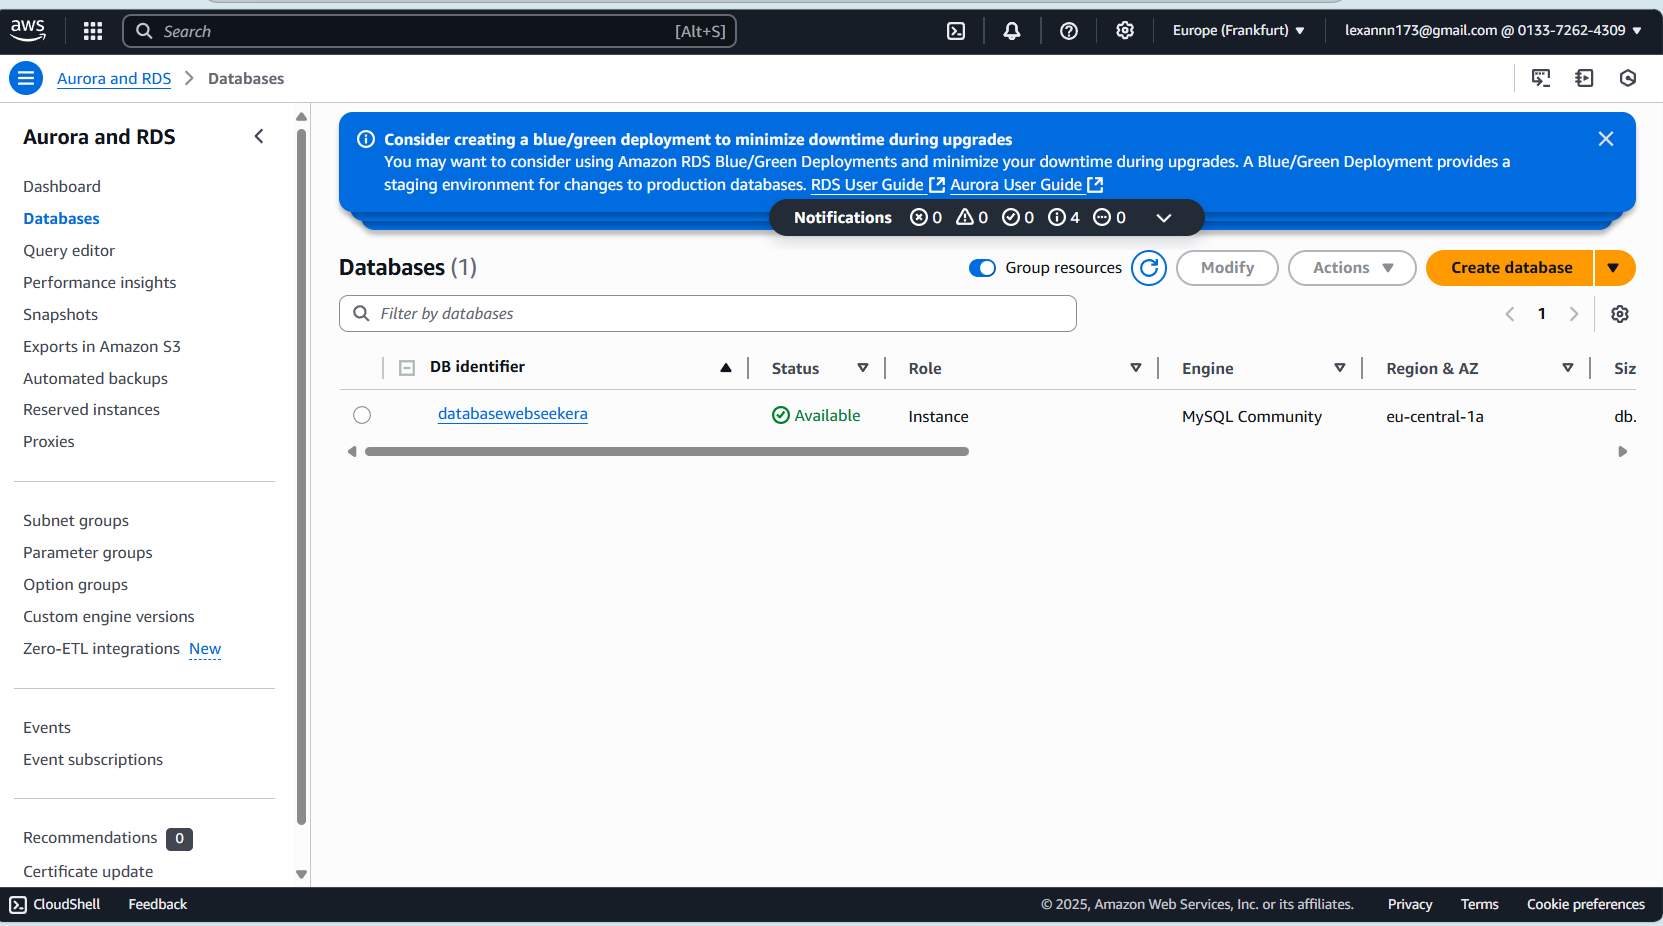 aws
Search [Alt+S]
Europe (Frankfurt) ▼
lexannn173@gmail.com @ 0133-7262-4309 ▼
Aurora and RDS > Databases
Aurora and RDS
Dashboard
Databases
Query editor
Performance insights
Snapshots
Exports in Amazon S3
Automated backups
Reserved instances
Proxies
Subnet groups
Parameter groups
Option groups
Custom engine versions
Zero-ETL integrations New
Events
Event subscriptions
Recommendations 0
Certificate update
Consider creating a blue/green deployment to minimize downtime during upgrades
You may want to consider using Amazon RDS Blue/Green Deployments and minimize your downtime during upgrades. A Blue/Green Deployment provides a
staging environment for changes to production databases. RDS User Guide Aurora User Guide
Notifications 0 0 0 4 0
Databases (1)
Group resources
Modify
Actions
Create database
Filter by databases
1
DB identifier Status Role Engine Region & AZ Siz
databasewebseekera Available Instance MySQL Community eu-central-1a db.
CloudShell Feedback
© 2025, Amazon Web Services, Inc. or its affiliates. Privacy Terms Cookie preferences